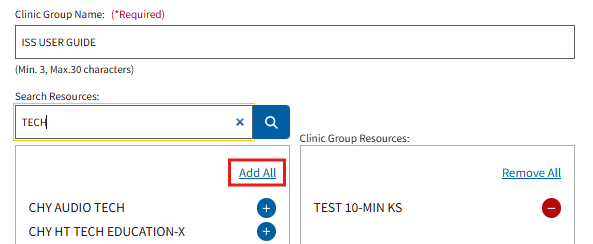 Clinic Group Name: (*Required)
ISS USER GUIDE
(Min. 3, Max.30 characters)
Search Resources:
TECH
Clinic Group Resources:
Add All
CHY AUDIO TECH
CHY HT TECH EDUCATION-X
Remove All
TEST 10-MIN KS